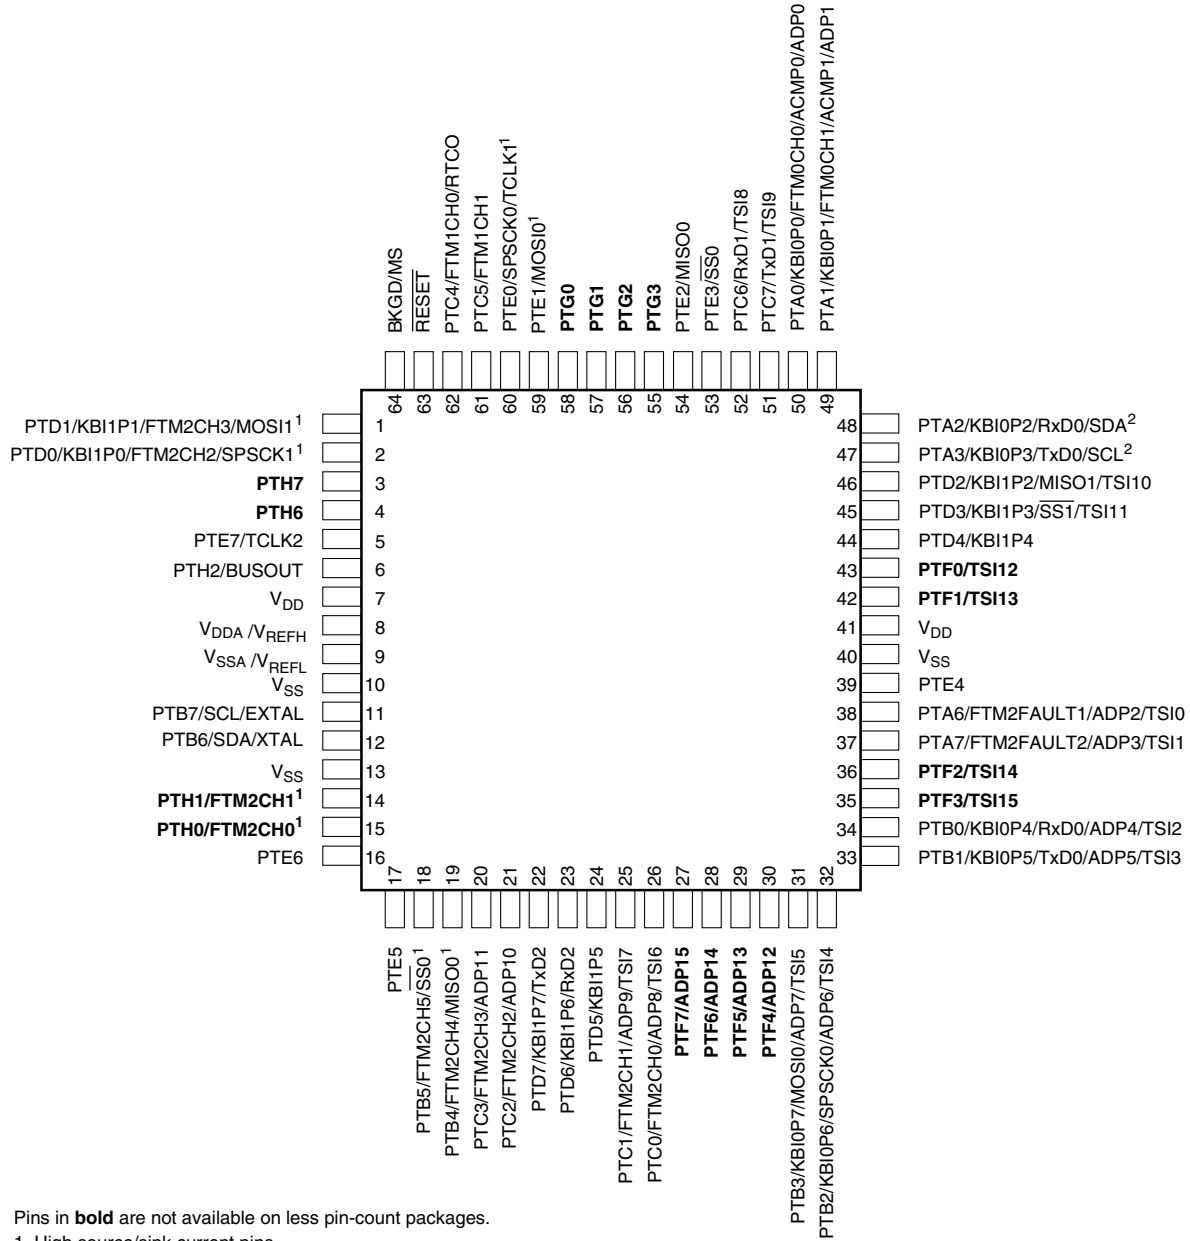 BKGD/MS
RESET
PTC4/FTM1CH0/RTCO
PTC5/FTM1CH1
PTE0/SPSCK0/TCLK1¹
PTE1/MOSI0¹
PTG0
PTG1
PTG2
PTG3
PTE2/MISO0
PTE3/SS0
PTC6/RxD1/TSI8
PTC7/TxD1/TSI9
PTA0/KBI0P0/FTM0CH0/ACMP0/ADP0
PTA1/KBI0P1/FTM0CH1/ACMP1/ADP1
64 63 62 61 60 59 58 57 56 55 54 53 52 51 50 49
PTD1/KBI1P1/FTM2CH3/MOSI1¹ 1
PTD0/KBI1P0/FTM2CH2/SPSCK1¹ 2
PTH7 3
PTH6 4
PTE7/TCLK2 5
PTH2/BUSOUT 6
VDD 7
VDDA /VREFH 8
VSSA /VREFL 9
VSS 10
PTB7/SCL/EXTAL 11
PTB6/SDA/XTAL 12
VSS 13
PTH1/FTM2CH1¹ 14
PTH0/FTM2CH0¹ 15
PTE6 16
48 PTA2/KBI0P2/RxD0/SDA²
47 PTA3/KBI0P3/TxD0/SCL²
46 PTD2/KBI1P2/MISO1/TSI10
45 PTD3/KBI1P3/SS1/TSI11
44 PTD4/KBI1P4
43 PTF0/TSI12
42 PTF1/TSI13
41 VDD
40 VSS
39 PTE4
38 PTA6/FTM2FAULT1/ADP2/TSI0
37 PTA7/FTM2FAULT2/ADP3/TSI1
36 PTF2/TSI14
35 PTF3/TSI15
34 PTB0/KBI0P4/RxD0/ADP4/TSI2
33 PTB1/KBI0P5/TxD0/ADP5/TSI3
17 18 19 20 21 22 23 24 25 26 27 28 29 30 31 32
PTE5
PTB5/FTM2CH5/SS0¹
PTB4/FTM2CH4/MISO0¹
PTC3/FTM2CH3/ADP11
PTC2/FTM2CH2/ADP10
PTD7/KBI1P7/TxD2
PTD6/KBI1P6/RxD2
PTD5/KBI1P5
PTC1/FTM2CH1/ADP9/TSI7
PTC0/FTM2CH0/ADP8/TSI6
PTF7/ADP15
PTF6/ADP14
PTF5/ADP13
PTF4/ADP12
PTB3/KBI0P7/MOSI0/ADP7/TSI5
PTB2/KBI0P6/SPSCK0/ADP6/TSI4
Pins in bold are not available on less pin-count packages.
1. High source/sink current pins